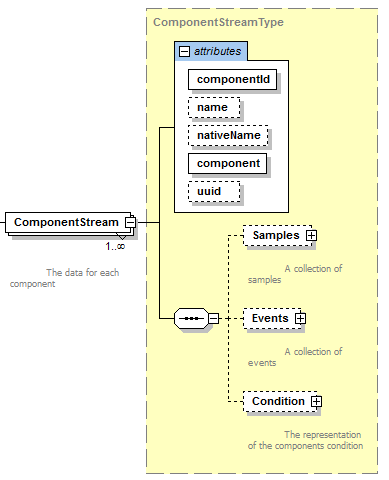 ComponentStreamType
attributes
componentId
name
nativeName
component
uuid
ComponentStream
1..∞
The data for each
component
Samples
A collection of
samples
Events
A collection of
events
Condition
The representation
of the components condition